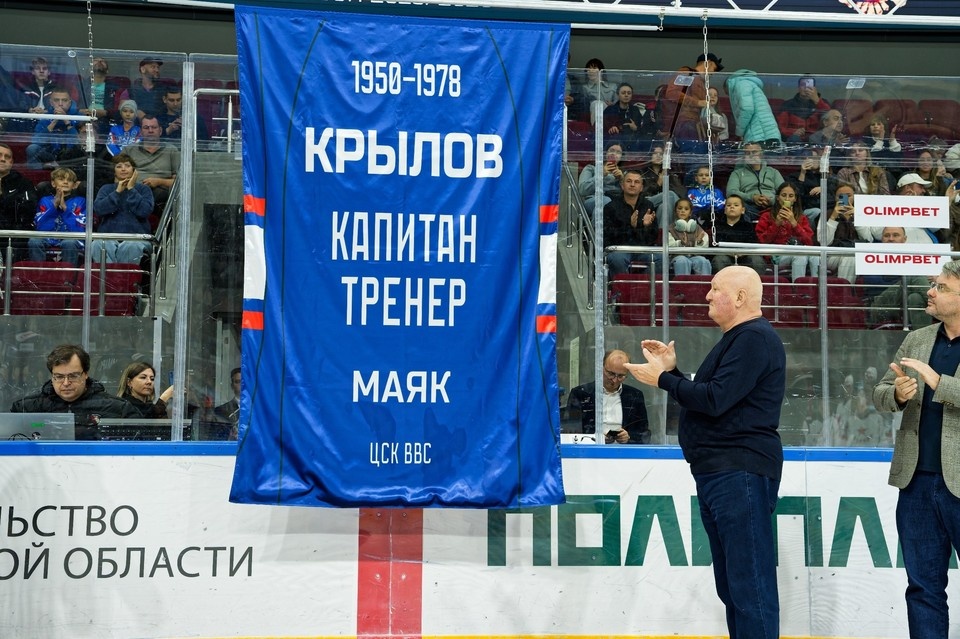 1950–1978
КРЫЛОВ
КАПИТАН
ТРЕНЕР
МАЯК
ЦСК ВВС
OLIMPBET
OLIMPBET
ЬСТВО
ОЙ ОБЛАСТИ